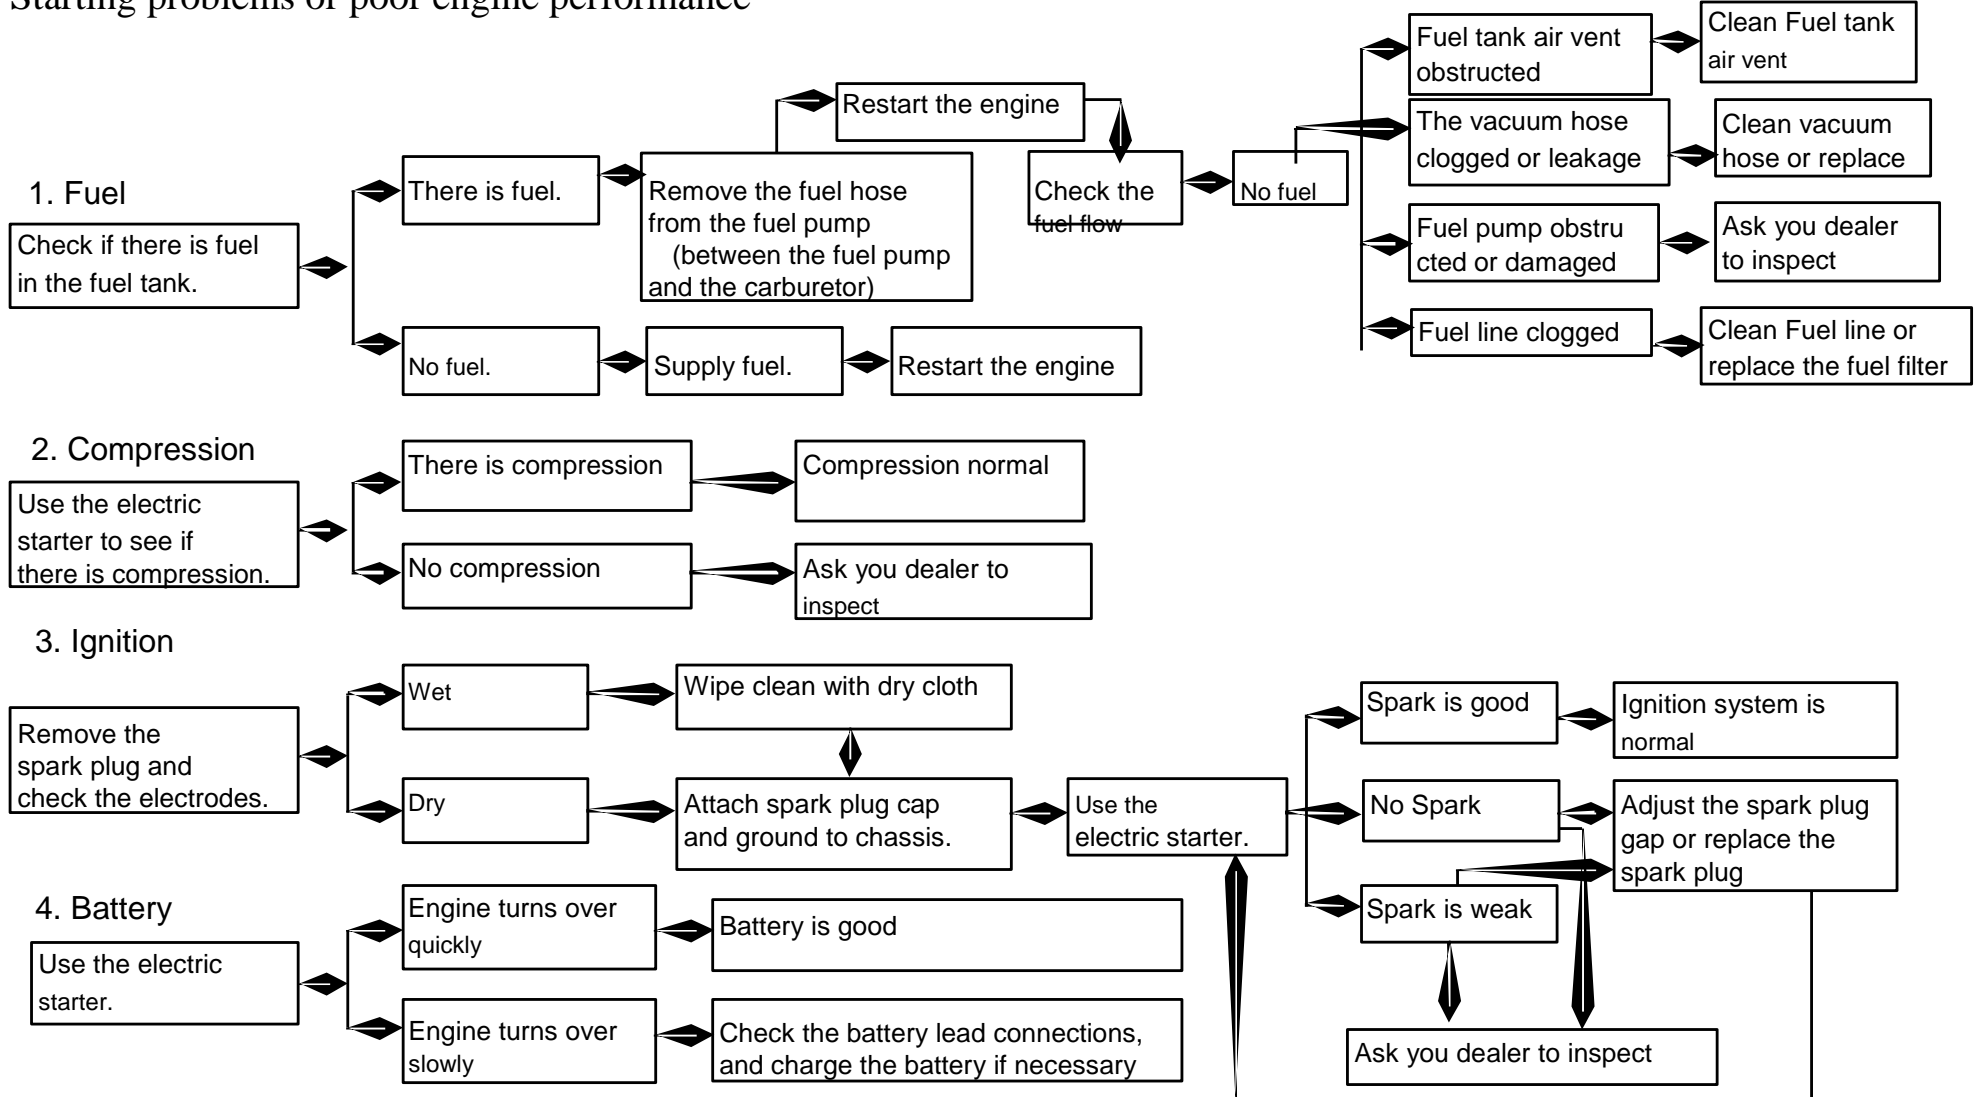 Starting problems or poor engine performance
1. Fuel
Check if there is fuel
in the fuel tank.
There is fuel.
Remove the fuel hose
from the fuel pump
(between the fuel pump
and the carburetor)
Restart the engine
Check the
fuel flow
No fuel
Fuel tank air vent
obstructed
Clean Fuel tank
air vent
The vacuum hose
clogged or leakage
Clean vacuum
hose or replace
Fuel pump obstru
cted or damaged
Ask you dealer
to inspect
Fuel line clogged
Clean Fuel line or
replace the fuel filter
No fuel.
Supply fuel.
Restart the engine
2. Compression
Use the electric
starter to see if
there is compression.
There is compression
Compression normal
No compression
Ask you dealer to
inspect
3. Ignition
Remove the
spark plug and
check the electrodes.
Wet
Wipe clean with dry cloth
Dry
Attach spark plug cap
and ground to chassis.
Use the
electric starter.
Spark is good
Ignition system is
normal
No Spark
Adjust the spark plug
gap or replace the
spark plug
Spark is weak
Ask you dealer to inspect
4. Battery
Use the electric
starter.
Engine turns over
quickly
Battery is good
Engine turns over
slowly
Check the battery lead connections,
and charge the battery if necessary